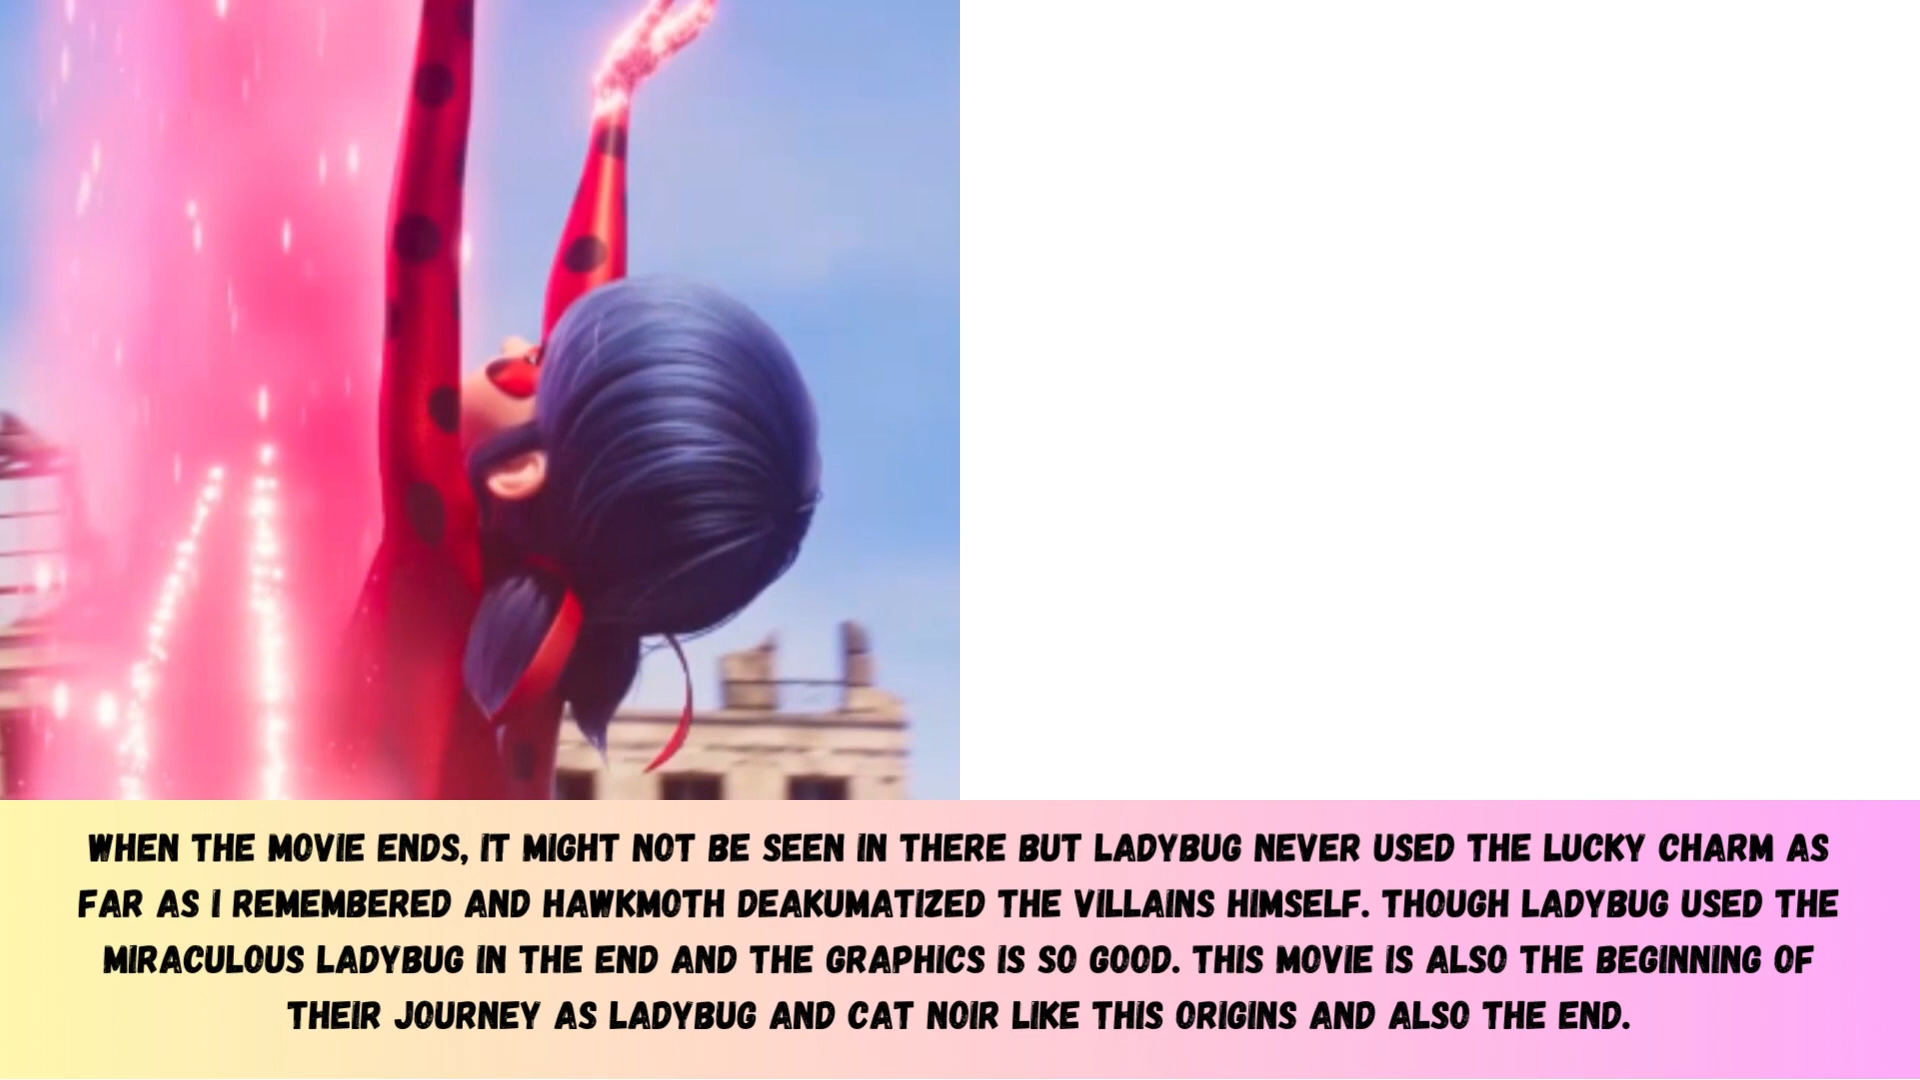 WHEN THE MOVIE ENDS, IT MIGHT NOT BE SEEN IN THERE BUT LADYBUG NEVER USED THE LUCKY CHARM AS
FAR AS I REMEMBERED AND HAWKMOTH DEAKUMATIZED THE VILLAINS HIMSELF. THOUGH LADYBUG USED THE
MIRACULOUS LADYBUG IN THE END AND THE GRAPHICS IS SO GOOD. THIS MOVIE IS ALSO THE BEGINNING OF
THEIR JOURNEY AS LADYBUG AND CAT NOIR LIKE THIS ORIGINS AND ALSO THE END.